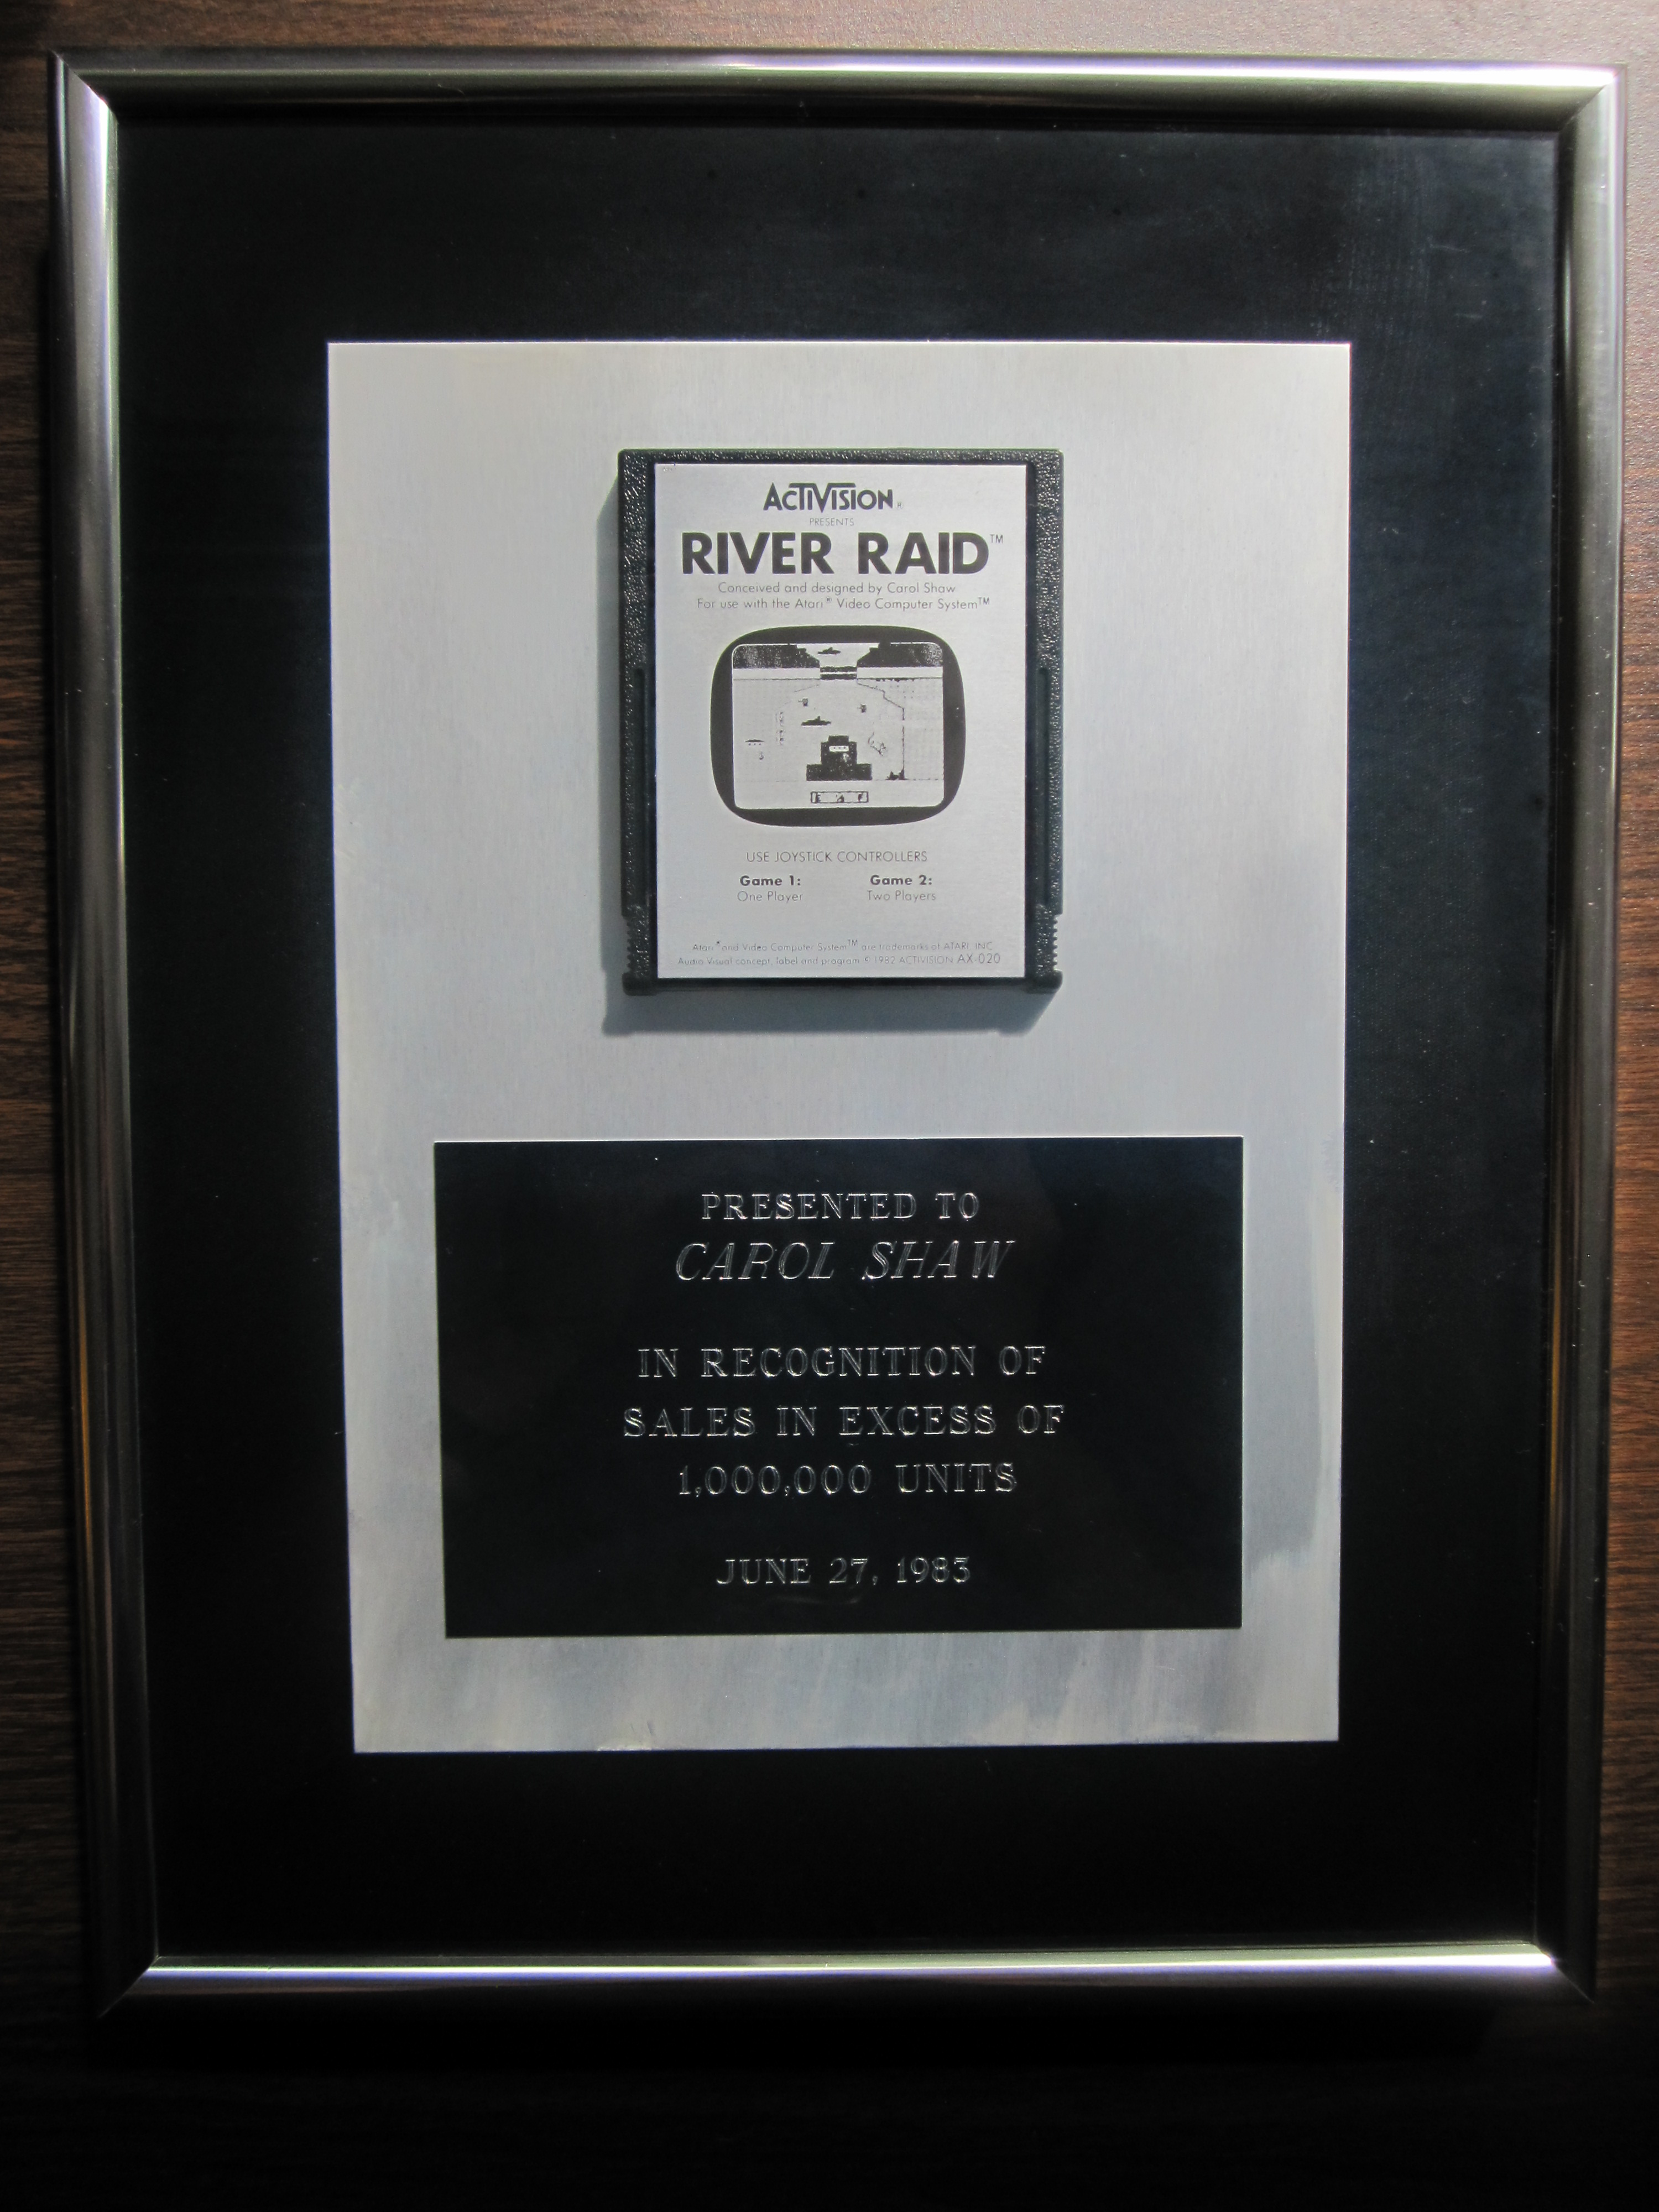 ACTIVISION®
PRESENTS
RIVER RAID™
Conceived and designed by Carol Shaw
For use with the Atari® Video Computer System™
USE JOYSTICK CONTROLLERS
Game 1: Game 2:
One Player Two Players
Atari® and Video Computer System™ are trademarks of ATARI, INC.
Audio Visual concept, label and program © 1982 ACTIVISION AX-020
PRESENTED TO
CAROL SHAW
IN RECOGNITION OF
SALES IN EXCESS OF
1,000,000 UNITS
JUNE 27, 1983